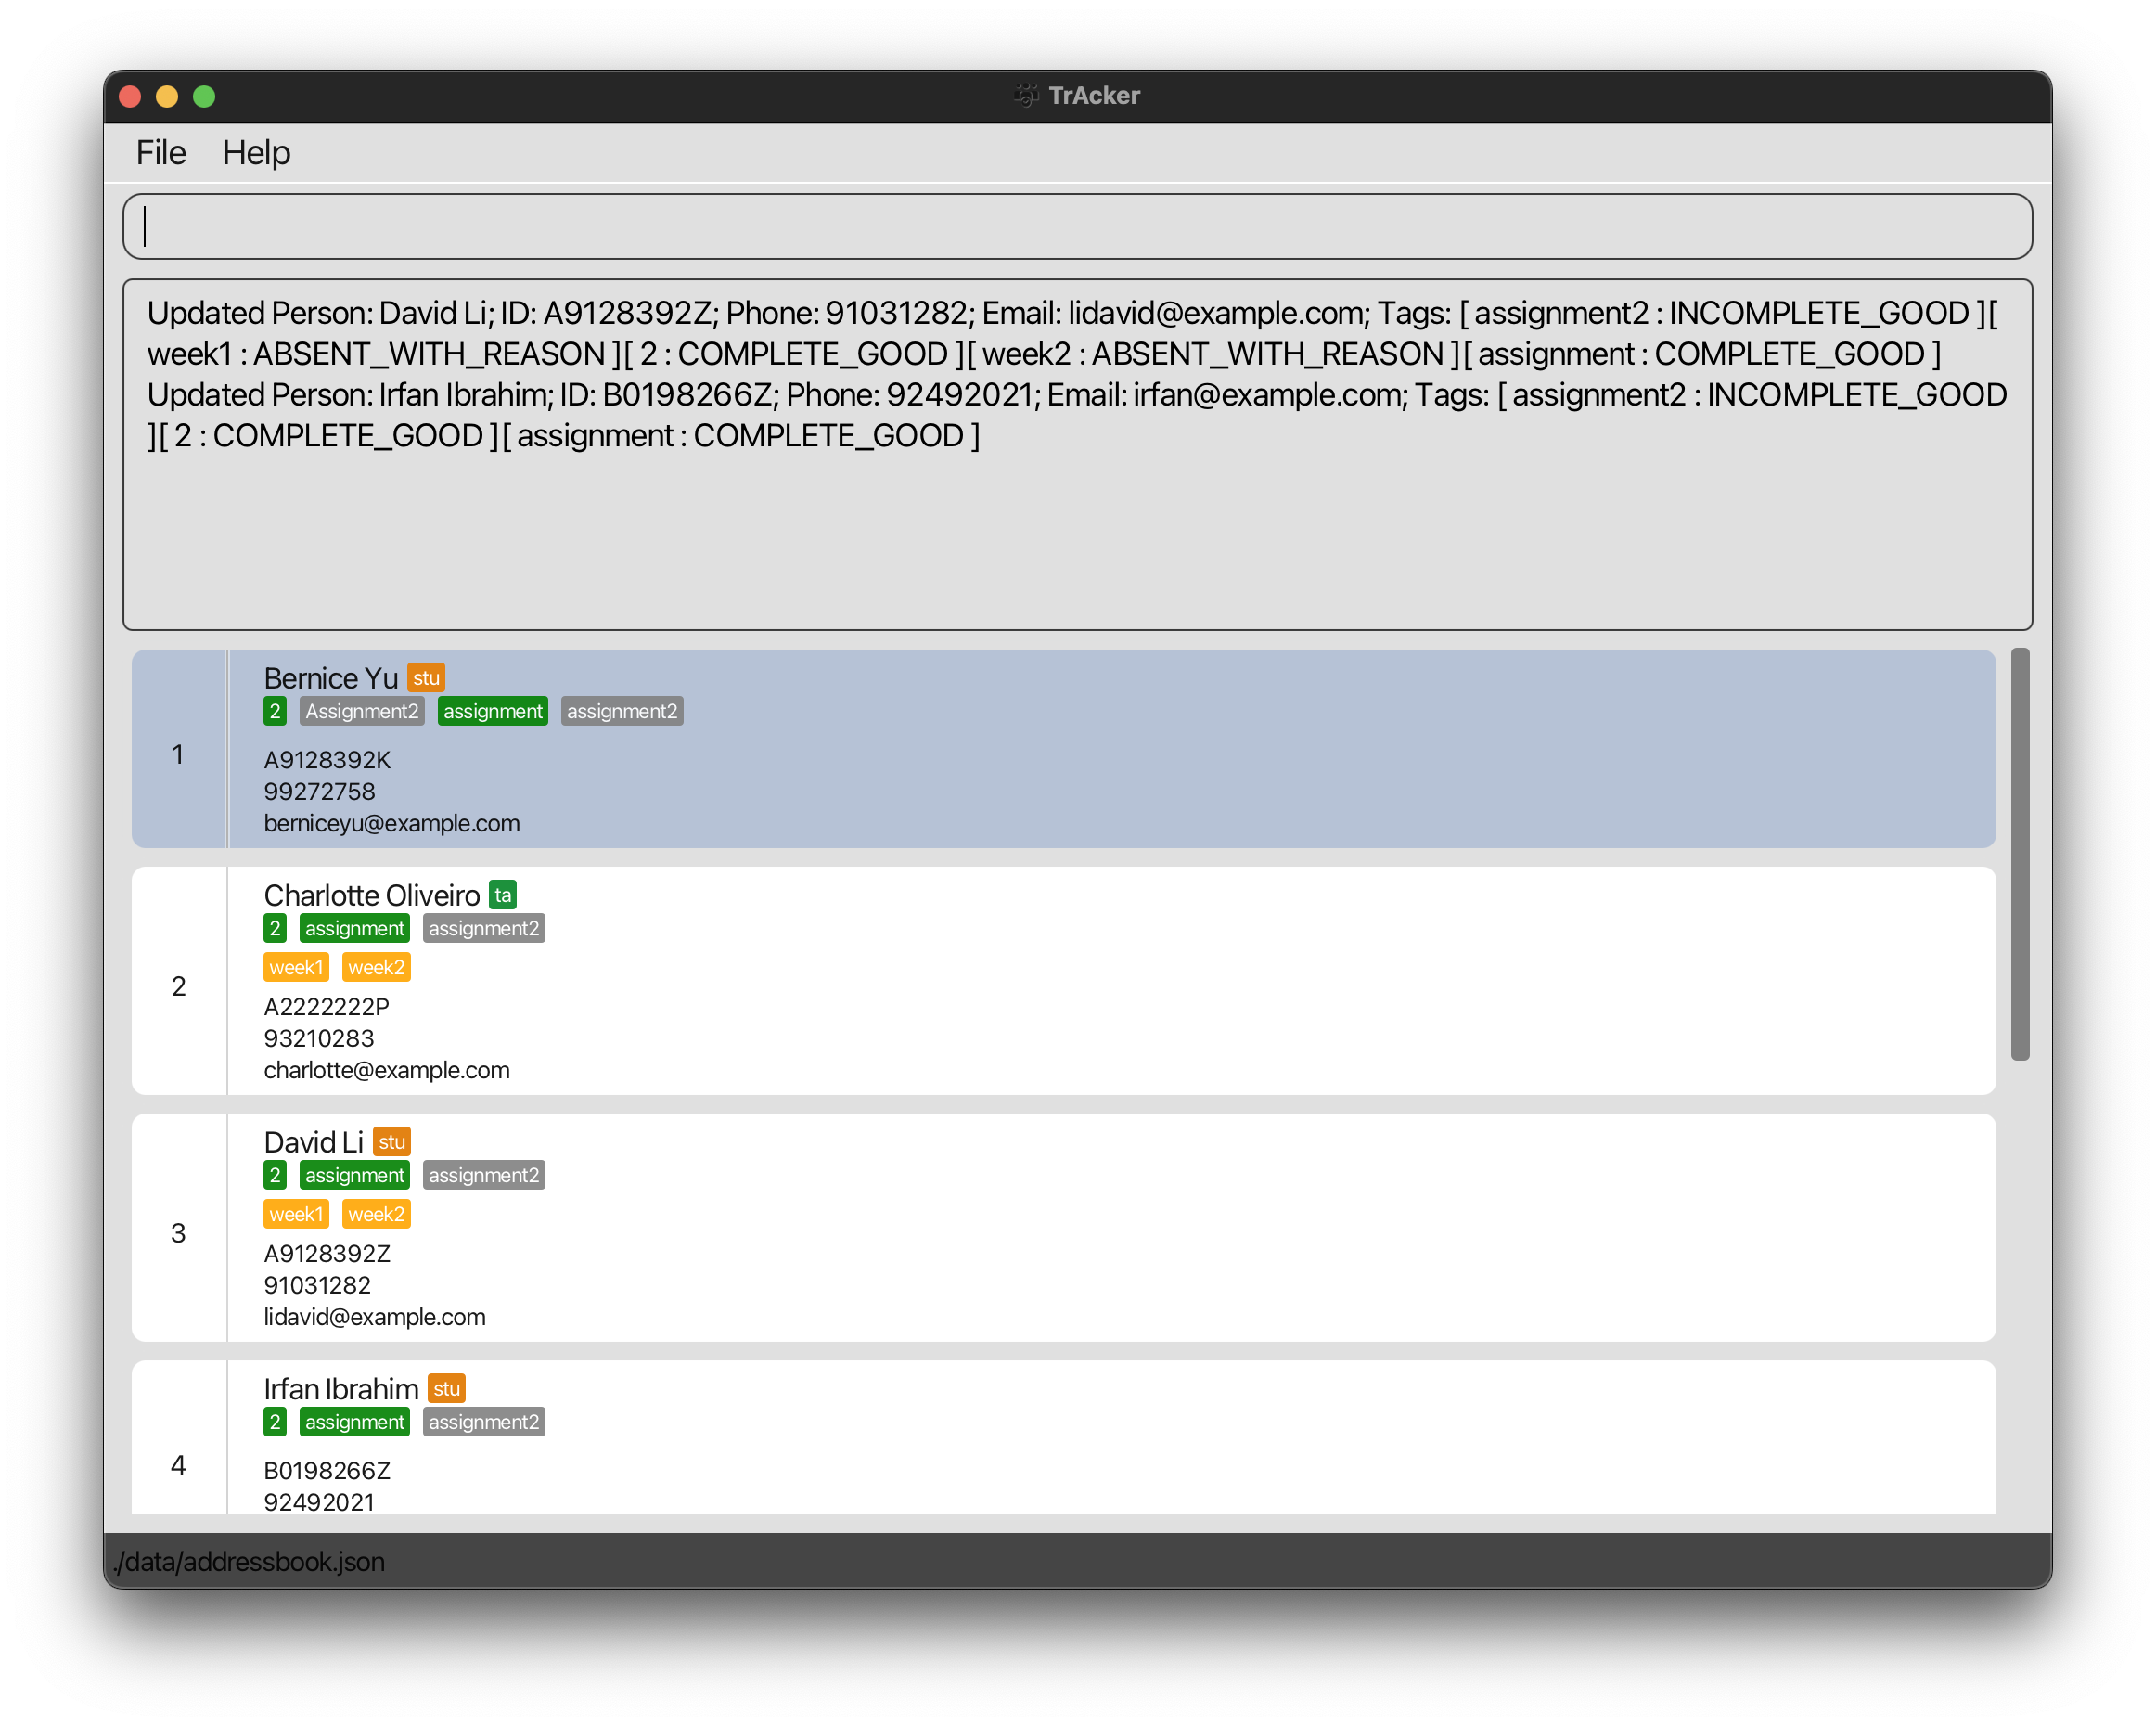 TrAcker
File Help
Updated Person: David Li; ID: A9128392Z; Phone: 91031282; Email: lidavid@example.com; Tags: [ assignment2 : INCOMPLETE_GOOD ][
week1 : ABSENT_WITH_REASON ][ 2 : COMPLETE_GOOD ][ week2 : ABSENT_WITH_REASON ][ assignment : COMPLETE_GOOD ]
Updated Person: Irfan Ibrahim; ID: B0198266Z; Phone: 92492021; Email: irfan@example.com; Tags: [ assignment2 : INCOMPLETE_GOOD
][ 2 : COMPLETE_GOOD ][ assignment : COMPLETE_GOOD ]
Bernice Yu stu
2 Assignment2 assignment assignment2
1
A9128392K
99272758
berniceyu@example.com
Charlotte Oliveiro ta
2 assignment assignment2
week1 week2
2
A2222222P
93210283
charlotte@example.com
David Li stu
2 assignment assignment2
week1 week2
3
A9128392Z
91031282
lidavid@example.com
Irfan Ibrahim stu
2 assignment assignment2
4
B0198266Z
92492021
./data/addressbook.json